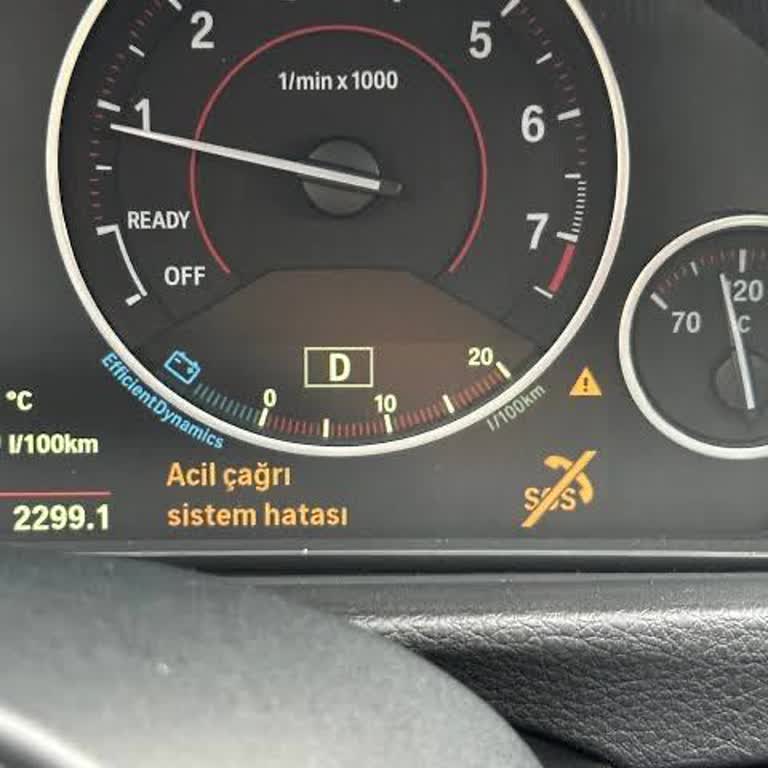 2
5
1/min x 1000
1
6
READY
7
OFF
70
120
°C
D
20
0
10
EfficientDynamics
l/100km
°C
l/100km
Acil çağrı
SOS
sistem hatası
2299.1